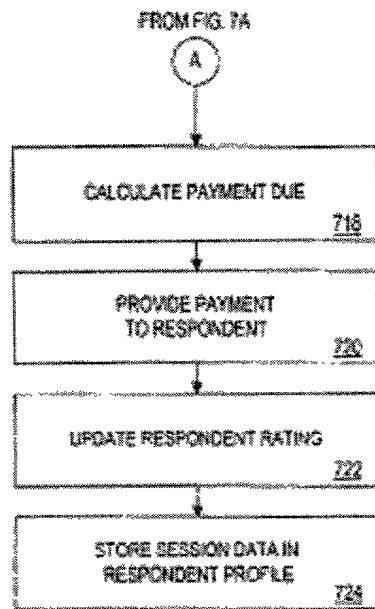 FROM FIG. 7A
A
CALCULATE PAYMENT DUE
718
PROVIDE PAYMENT
TO RESPONDENT
720
UPDATE RESPONDENT RATING
722
STORE SESSION DATA IN
RESPONDENT PROFILE
724